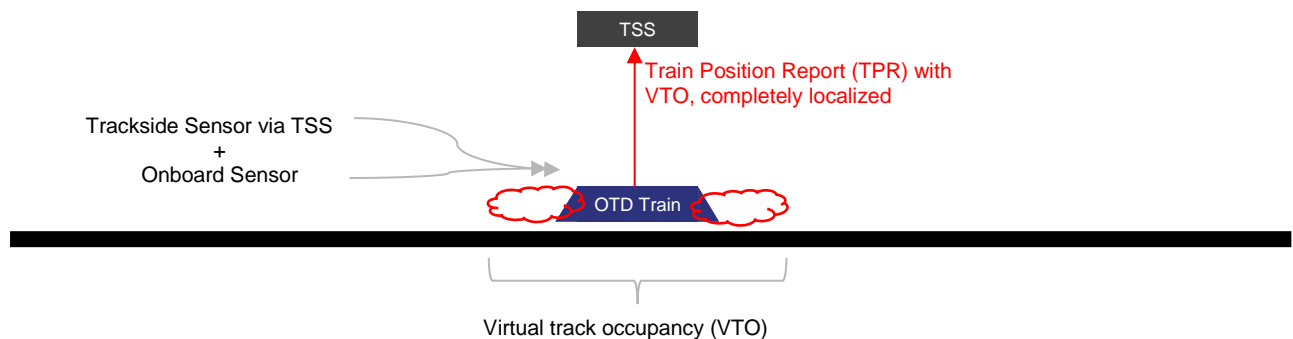 TSS
Train Position Report (TPR) with
VTO, completely localized
Trackside Sensor via TSS
+
Onboard Sensor
OTD Train
Virtual track occupancy (VTO)